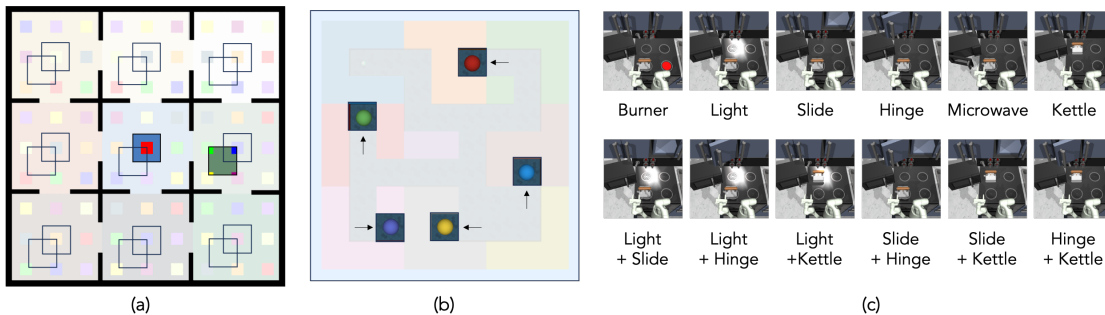 Burner Light Slide Hinge Microwave Kettle
Light + Slide
Light + Hinge
Light +Kettle
Slide + Hinge
Slide + Kettle
Hinge + Kettle
(a) (b) (c)